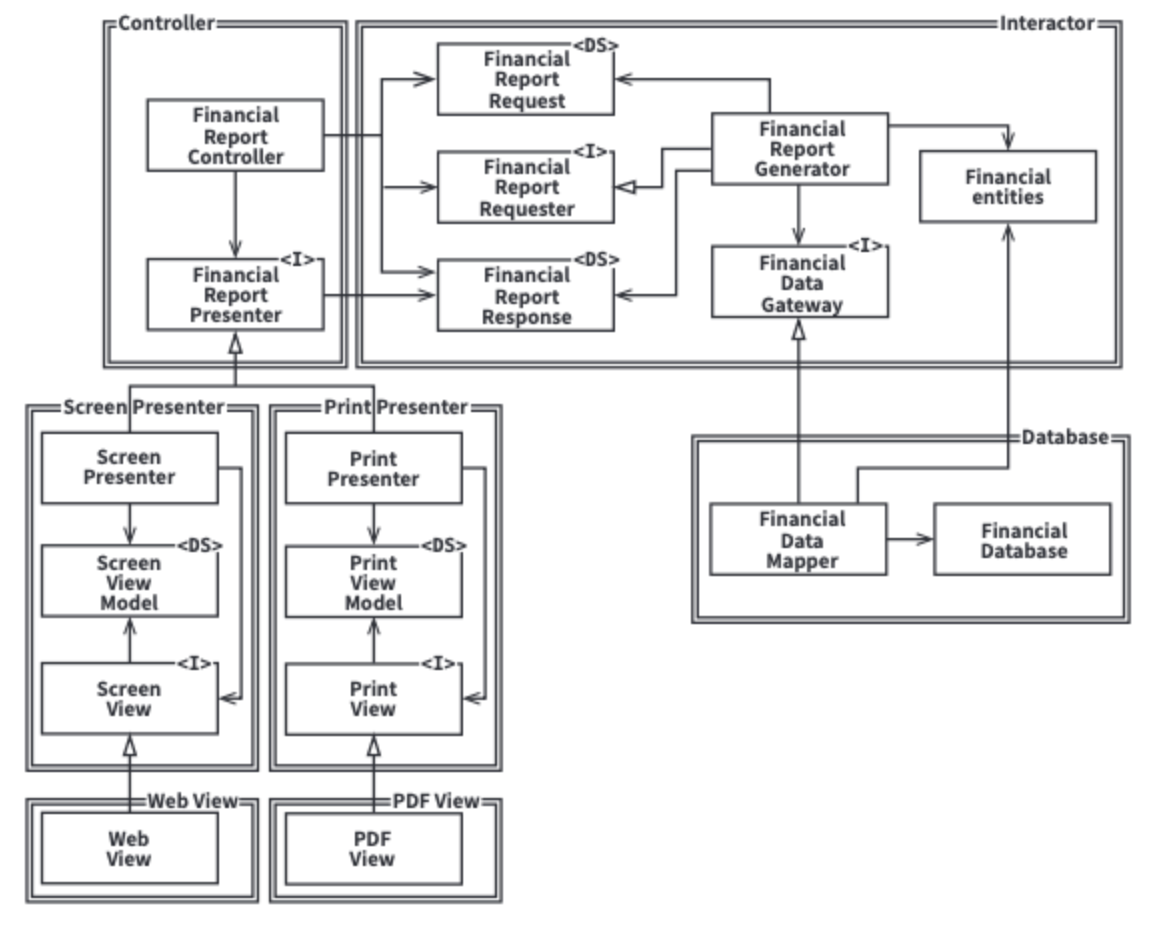 Controller
Interactor
Financial
Report
Controller
<I>
Financial
Report
Presenter
<DS>
Financial
Report
Request
<I>
Financial
Report
Requester
<DS>
Financial
Report
Response
Financial
Report
Generator
<I>
Financial
Data
Gateway
Financial
entities
Screen Presenter
Screen
Presenter
<DS>
Screen
View
Model
<I>
Screen
View
Print Presenter
Print
Presenter
<DS>
Print
View
Model
<I>
Print
View
Database
Financial
Data
Mapper
Financial
Database
Web View
Web
View
PDF View
PDF
View